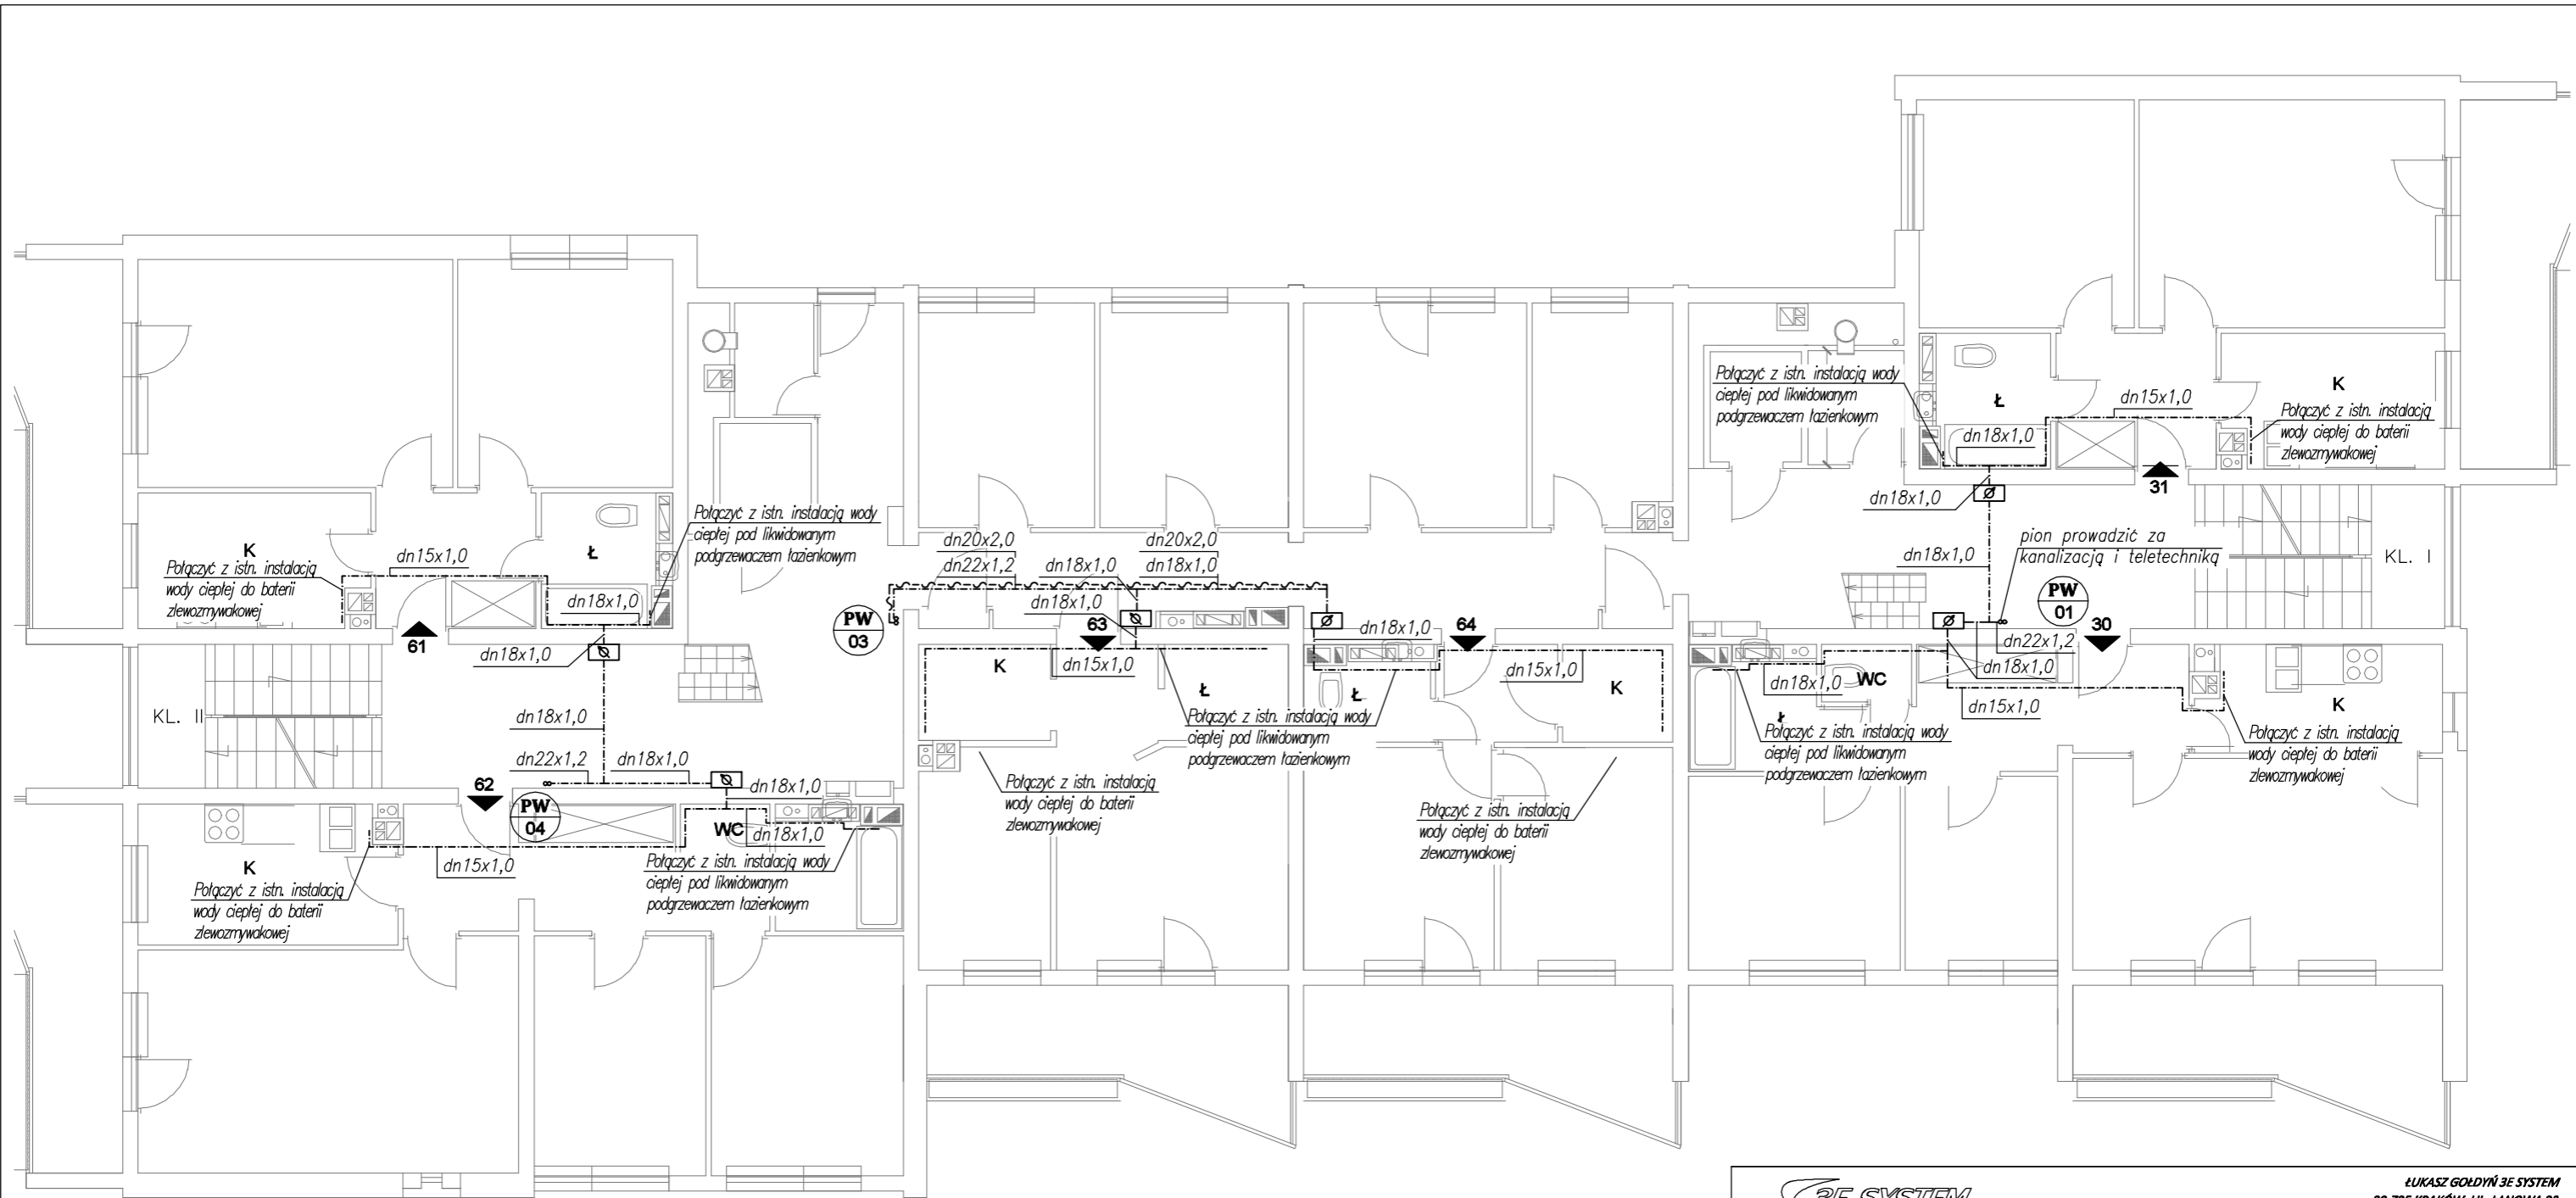 Połączyć z istn. instalacją wody
ciepłej pod likwidowanym
podgrzewaczem łazienkowym
Ł
dn18x1,0
dn15x1,0
K
Połączyć z istn. instalacją
wody ciepłej do baterii
zlewozmywakowej
31
dn18x1,0
pion prowadzić za
kanalizacją i teletechniką
dn18x1,0
KL. I
PW
01
30
dn22x1,2
dn18x1,0
K
Połączyć z istn. instalacją
wody ciepłej do baterii
zlewozmywakowej
dn15x1,0
Ł
dn18x1,0
Połączyć z istn. instalacją wody
ciepłej pod likwidowanym
podgrzewaczem łazienkowym
61
dn18x1,0
KL. II
dn18x1,0
dn22x1,2
dn18x1,0
62
PW
04
dn18x1,0
WC
dn18x1,0
dn15x1,0
K
Połączyć z istn. instalacją
wody ciepłej do baterii
zlewozmywakowej
Połączyć z istn. instalacją wody
ciepłej pod likwidowanym
podgrzewaczem łazienkowym
PW
03
dn20x2,0
dn22x1,2
dn18x1,0
dn20x2,0
dn18x1,0
dn18x1,0
63
K
dn15x1,0
Ł
Połączyć z istn. instalacją wody
ciepłej pod likwidowanym
podgrzewaczem łazienkowym
Połączyć z istn. instalacją
wody ciepłej do baterii
zlewozmywakowej
dn18x1,0
64
Ł
dn15x1,0
K
Połączyć z istn. instalacją
wody ciepłej do baterii
zlewozmywakowej
dn18x1,0
WC
Ł
Połączyć z istn. instalacją wody
ciepłej pod likwidowanym
podgrzewaczem łazienkowym
dn15x1,0
K
Połączyć z istn. instalacją
wody ciepłej do baterii
zlewozmywakowej
3E SYSTEM
ŁUKASZ GOŁDYŃ 3E SYSTEM